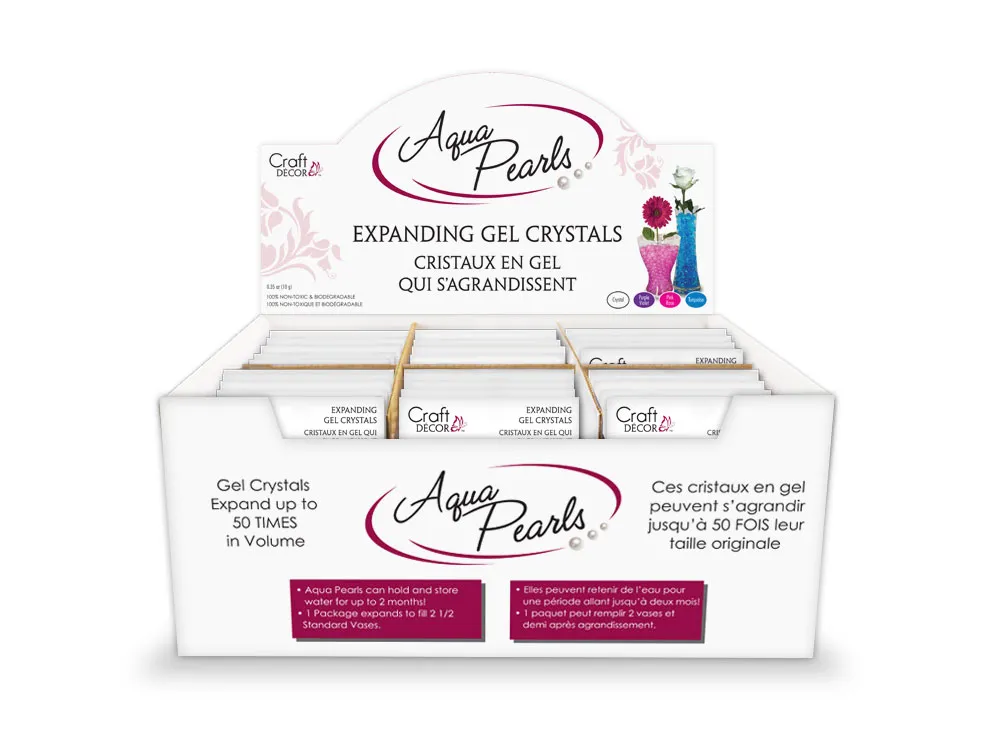 Aqua
Pearls
Craft
DÉCOR
EXPANDING GEL CRYSTALS
CRISTAUX EN GEL
QUI S'AGRANDISSENT
0.35 oz (10 g)
100% NON-TOXIC & BIODEGRADABLE
100% NON-TOXIQUE ET BIODÉGRADABLE
Crystal
Purple
Violet
Pink
Rose
Turquoise
Craft
EXPANDING
EXPANDING
GEL CRYSTALS
CRISTAUX EN GEL QUI
Craft
DÉCOR
EXPANDING
GEL CRYSTALS
CRISTAUX EN GEL QUI
Craft
DÉCOR
EXP
GEL C
CRIS
Gel Crystals
Expand up to
50 TIMES
in Volume
Aqua
Pearls
Ces cristaux en gel
peuvent s'agrandir
jusqu'à 50 FOIS leur
taille originale
• Aqua Pearls can hold and store
water for up to 2 months!
• 1 Package expands to fill 2 1/2
Standard Vases.
• Elles peuvent retenir de l'eau pour
une période allant jusqu'à deux mois!
• 1 paquet peut remplir 2 vases et
demi après agrandissement.